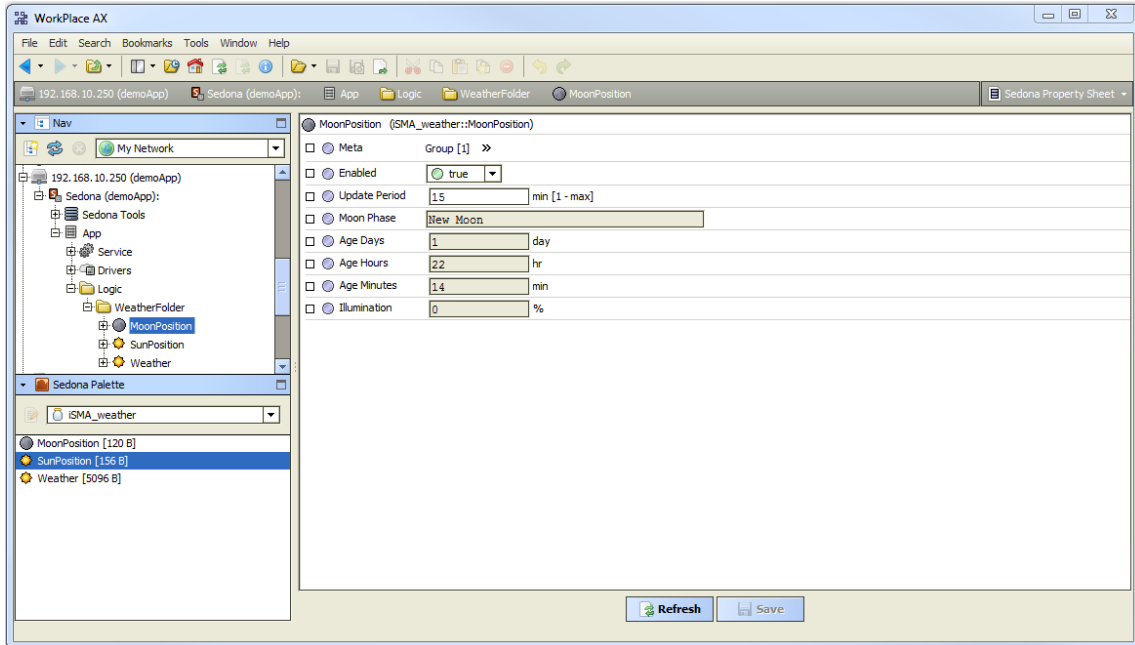 WorkPlace AX
File Edit Search Bookmarks Tools Window Help
192.168.10.250 (demoApp) Sedona (demoApp): App Logic WeatherFolder MoonPosition Sedona Property Sheet
Nav
My Network
192.168.10.250 (demoApp)
Sedona (demoApp):
Sedona Tools
App
Service
Drivers
Logic
WeatherFolder
MoonPosition
SunPosition
Weather
Sedona Palette
iSMA_weather
MoonPosition [120 B]
SunPosition [156 B]
Weather [5096 B]
MoonPosition (iSMA_weather::MoonPosition)
Meta Group [1] »
Enabled true
Update Period 15 min [1 - max]
Moon Phase New Moon
Age Days 1 day
Age Hours 22 hr
Age Minutes 14 min
Illumination 0 %
Refresh Save